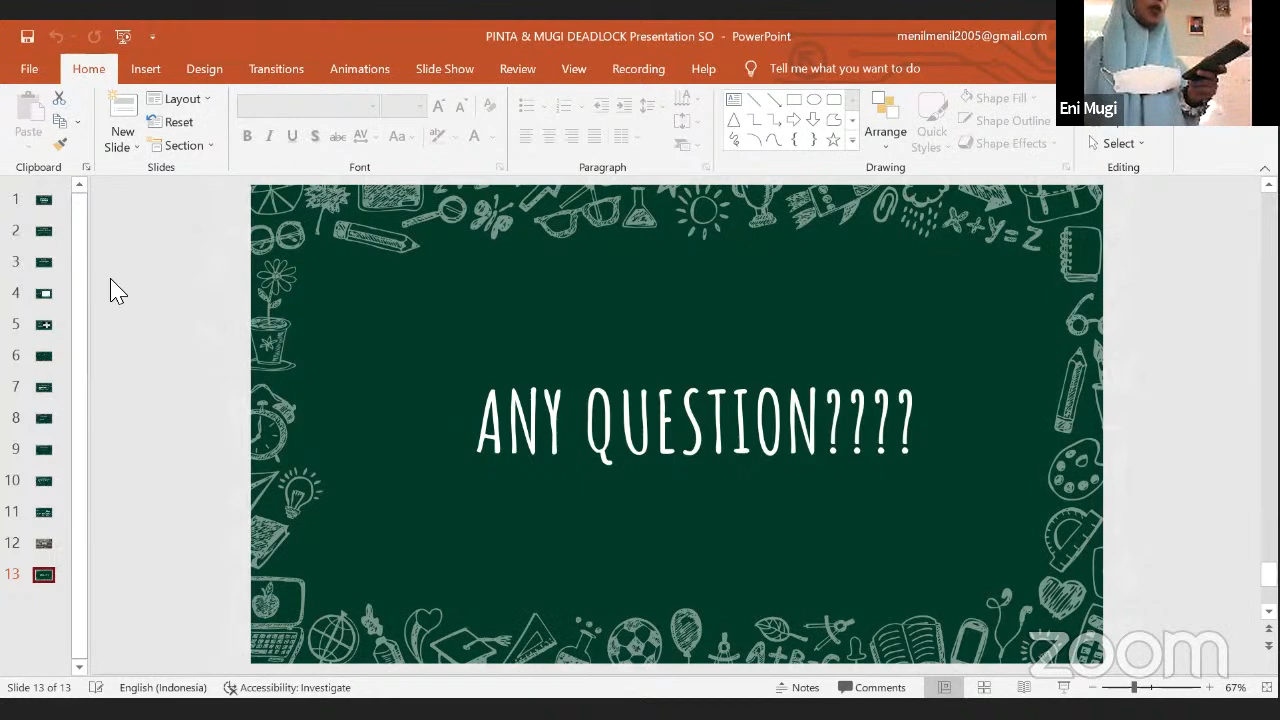 PINTA & MUGI DEADLOCK Presentation SO - PowerPoint
menilmenil2005@gmail.com
File Home Insert Design Transitions Animations Slide Show Review View Recording Help Tell me what you want to do
Eni Mugi
Paste
New
Slide
Layout
Reset
Section
B I U S abc AV Aa A
Arrange
Quick
Styles
Shape Fill
Shape Outline
Shape Effects
Select
Clipboard Slides Font Paragraph Drawing Editing
1
2
3
4
5
6
7
8
9
10
11
12
13
x+y=z
ANY QUESTION????
A+B=C
zoom
Slide 13 of 13 English (Indonesia) Accessibility: Investigate Notes Comments 67%